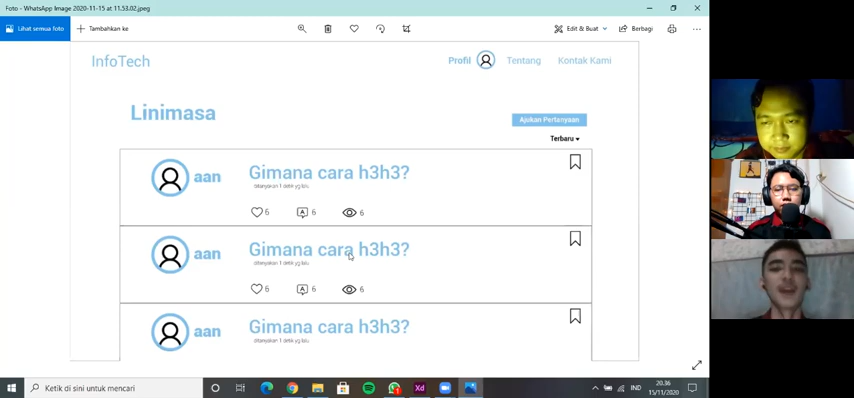 Foto - WhatsApp Image 2020-11-15 at 11.53.02.jpeg
Lihat semua foto
Tambahkan ke
Edit & Buat
Berbagi
InfoTech
Profil
Tentang
Kontak Kami
Linimasa
Ajukan Pertanyaan
Terbaru
aan
Gimana cara h3h3?
ditanyakan 1 detik yg lalu
6
6
6
aan
Gimana cara h3h3?
ditanyakan 1 detik yg lalu
6
6
6
aan
Gimana cara h3h3?
ditanyakan 1 detik yg lalu
Ketik di sini untuk mencari
Xd
IND
20.36
15/11/2020